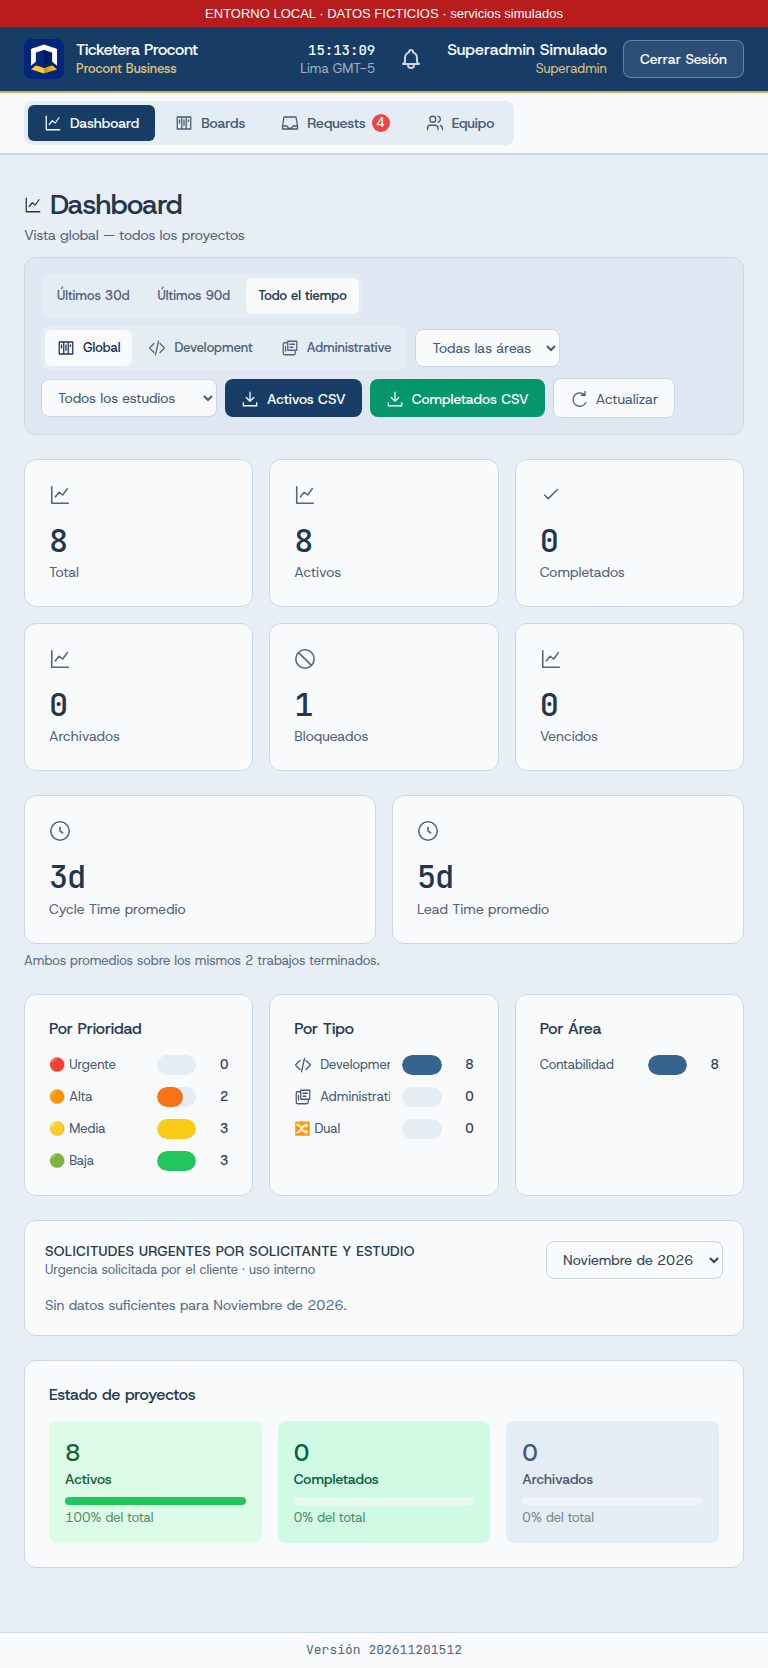 ENTORNO LOCAL · DATOS FICTICIOS · servicios simulados
Ticketera Procont
Procont Business
15:13:09
Lima GMT-5
Superadmin Simulado
Superadmin
Cerrar Sesión
Dashboard
Boards
Requests 4
Equipo
Dashboard
Vista global — todos los proyectos
Últimos 30d
Últimos 90d
Todo el tiempo
Global
Development
Administrative
Todas las áreas
Todos los estudios
Activos CSV
Completados CSV
Actualizar
8
Total
8
Activos
0
Completados
0
Archivados
1
Bloqueados
0
Vencidos
3d
Cycle Time promedio
5d
Lead Time promedio
Ambos promedios sobre los mismos 2 trabajos terminados.
Por Prioridad
Urgente 0
Alta 2
Media 3
Baja 3
Por Tipo
Developmer 8
Administrati 0
Dual 0
Por Área
Contabilidad 8
SOLICITUDES URGENTES POR SOLICITANTE Y ESTUDIO
Urgencia solicitada por el cliente · uso interno
Noviembre de 2026
Sin datos suficientes para Noviembre de 2026.
Estado de proyectos
8
Activos
100% del total
0
Completados
0% del total
0
Archivados
0% del total
Versión 202611201512